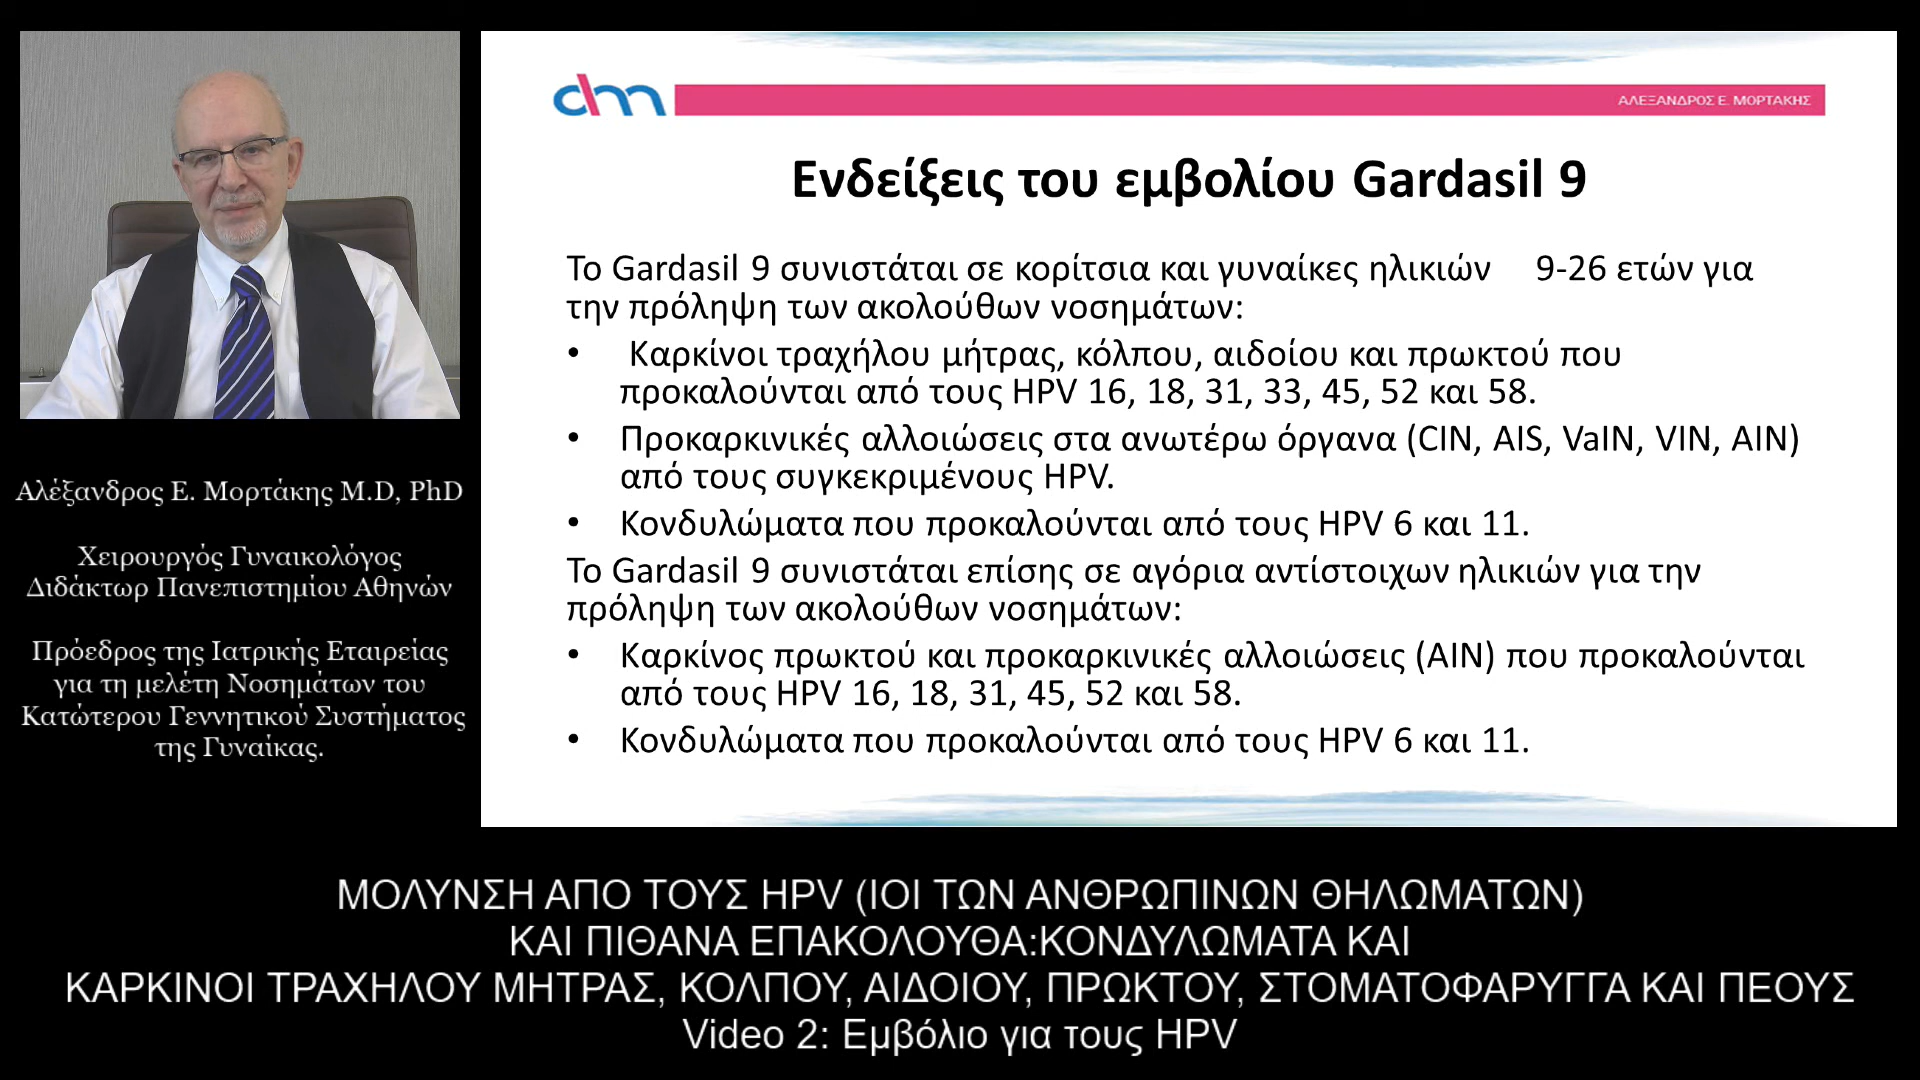 Αλέξανδρος Ε. Μορτάκης M.D, PhD
Χειρουργός Γυναικολόγος
Διδάκτωρ Πανεπιστημίου Αθηνών
Πρόεδρος της Ιατρικής Εταιρείας
για τη μελέτη Νοσημάτων του
Κατώτερου Γεννητικού Συστήματος
της Γυναίκας.
ΑΛΕΞΑΝΔΡΟΣ Ε. ΜΟΡΤΑΚΗΣ
Ενδείξεις του εμβολίου Gardasil 9
Το Gardasil 9 συνιστάται σε κορίτσια και γυναίκες ηλικιών 9-26 ετών για
την πρόληψη των ακολούθων νοσημάτων:
• Καρκίνοι τραχήλου μήτρας, κόλπου, αιδοίου και πρωκτού που
προκαλούνται από τους HPV 16, 18, 31, 33, 45, 52 και 58.
• Προκαρκινικές αλλοιώσεις στα ανωτέρω όργανα (CIN, AIS, VaIN, VIN, AIN)
από τους συγκεκριμένους HPV.
• Κονδυλώματα που προκαλούνται από τους HPV 6 και 11.
Το Gardasil 9 συνιστάται επίσης σε αγόρια αντίστοιχων ηλικιών για την
πρόληψη των ακολούθων νοσημάτων:
• Καρκίνος πρωκτού και προκαρκινικές αλλοιώσεις (AIN) που προκαλούνται
από τους HPV 16, 18, 31, 45, 52 και 58.
• Κονδυλώματα που προκαλούνται από τους HPV 6 και 11.
ΜΟΛΥΝΣΗ ΑΠΟ ΤΟΥΣ HPV (ΙΟΙ ΤΩΝ ΑΝΘΡΩΠΙΝΩΝ ΘΗΛΩΜΑΤΩΝ)
ΚΑΙ ΠΙΘΑΝΑ ΕΠΑΚΟΛΟΥΘΑ:ΚΟΝΔΥΛΩΜΑΤΑ ΚΑΙ
ΚΑΡΚΙΝΟΙ ΤΡΑΧΗΛΟΥ ΜΗΤΡΑΣ, ΚΟΛΠΟΥ, ΑΙΔΟΙΟΥ, ΠΡΩΚΤΟΥ, ΣΤΟΜΑΤΟΦΑΡΥΓΓΑ ΚΑΙ ΠΕΟΥΣ
Video 2: Εμβόλιο για τους HPV